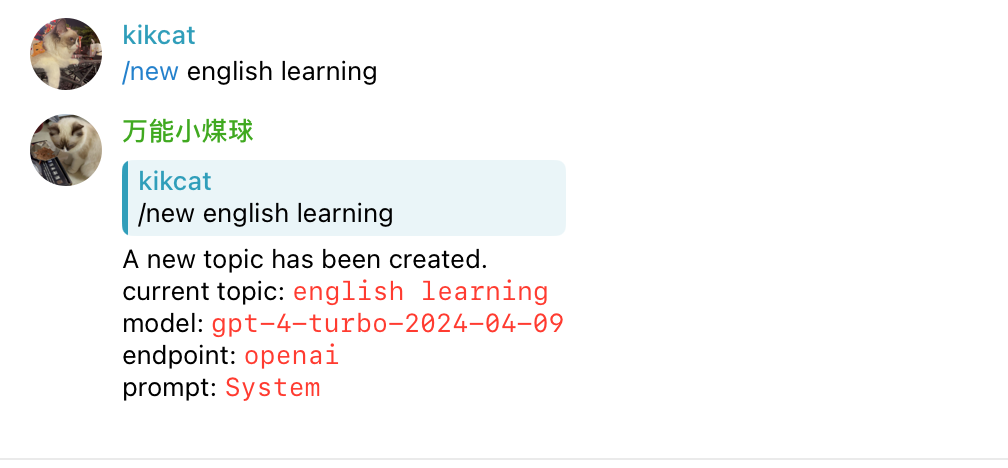 kikcat
/new english learning
万能小煤球
kikcat
/new english learning
A new topic has been created.
current topic: english learning
model: gpt-4-turbo-2024-04-09
endpoint: openai
prompt: System